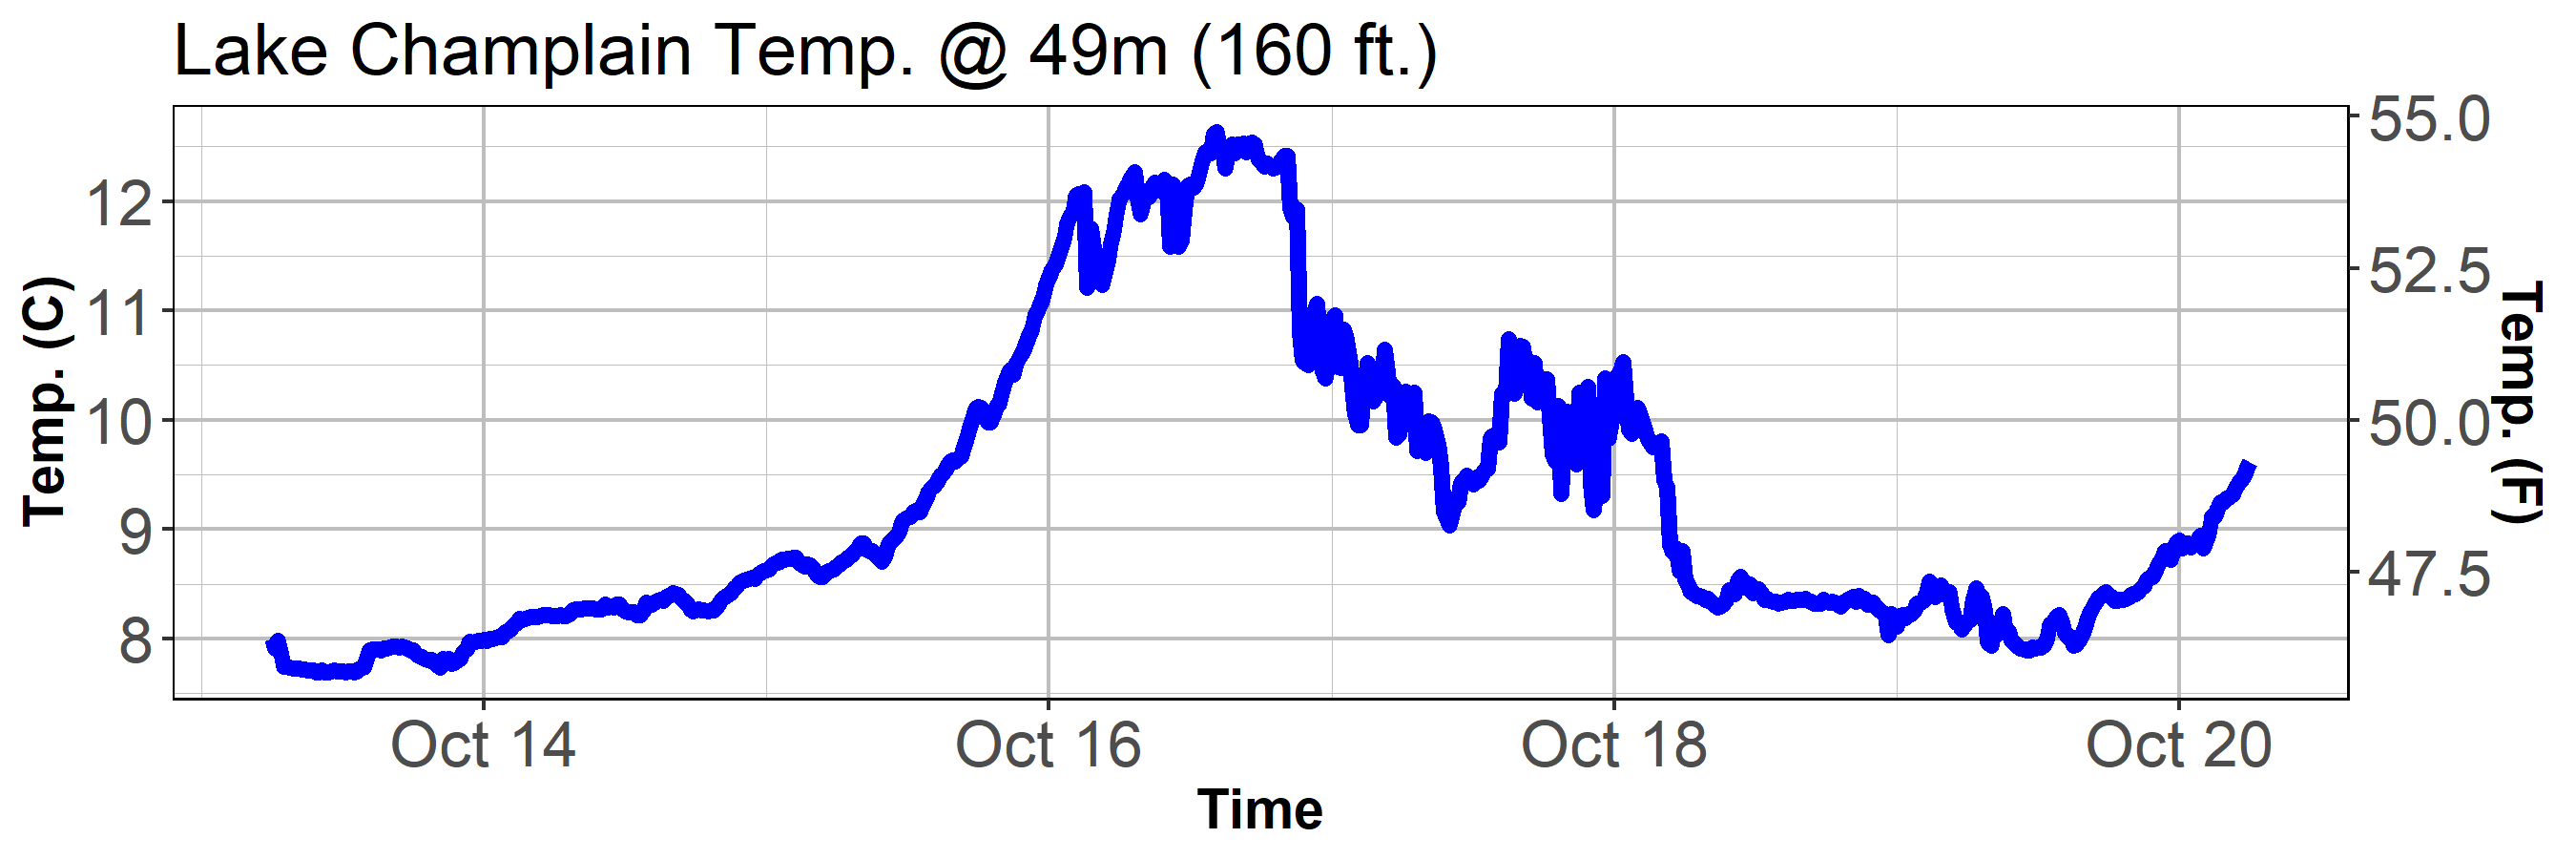 Lake Champlain Temp. @ 49m (160 ft.)
Temp. (C)
12
11
10
9
8
55.0
52.5
50.0
47.5
Temp. (F)
Oct 14 Oct 16 Oct 18 Oct 20
Time